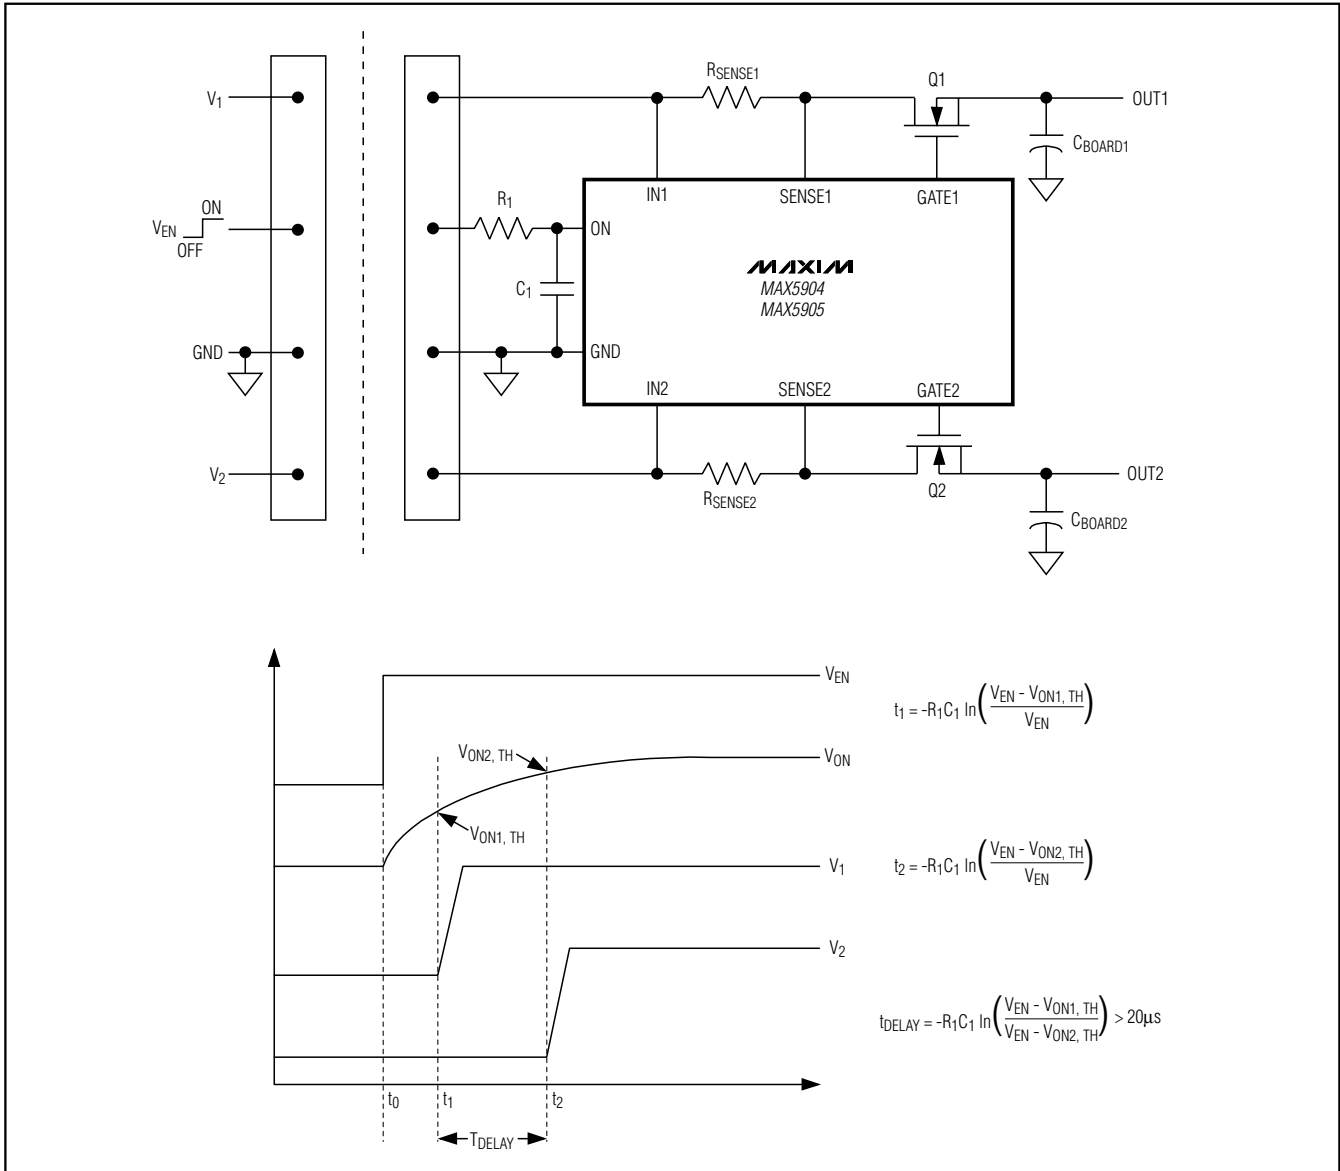 V1
RSENSE1
Q1
OUT1
CBOARD1
IN1
SENSE1
GATE1
R1
ON
VEN
OFF
ON
C1
MAXIM
MAX5904
MAX5905
GND
GND
IN2
SENSE2
GATE2
V2
RSENSE2
Q2
OUT2
CBOARD2
VEN
t1 = -R1C1 ln( VEN - VON1, TH / VEN )
VON2, TH
VON
VON1, TH
V1
t2 = -R1C1 ln( VEN - VON2, TH / VEN )
V2
tDELAY = -R1C1 ln( VEN - VON1, TH / VEN - VON2, TH ) > 20μs
t0
t1
t2
TDELAY